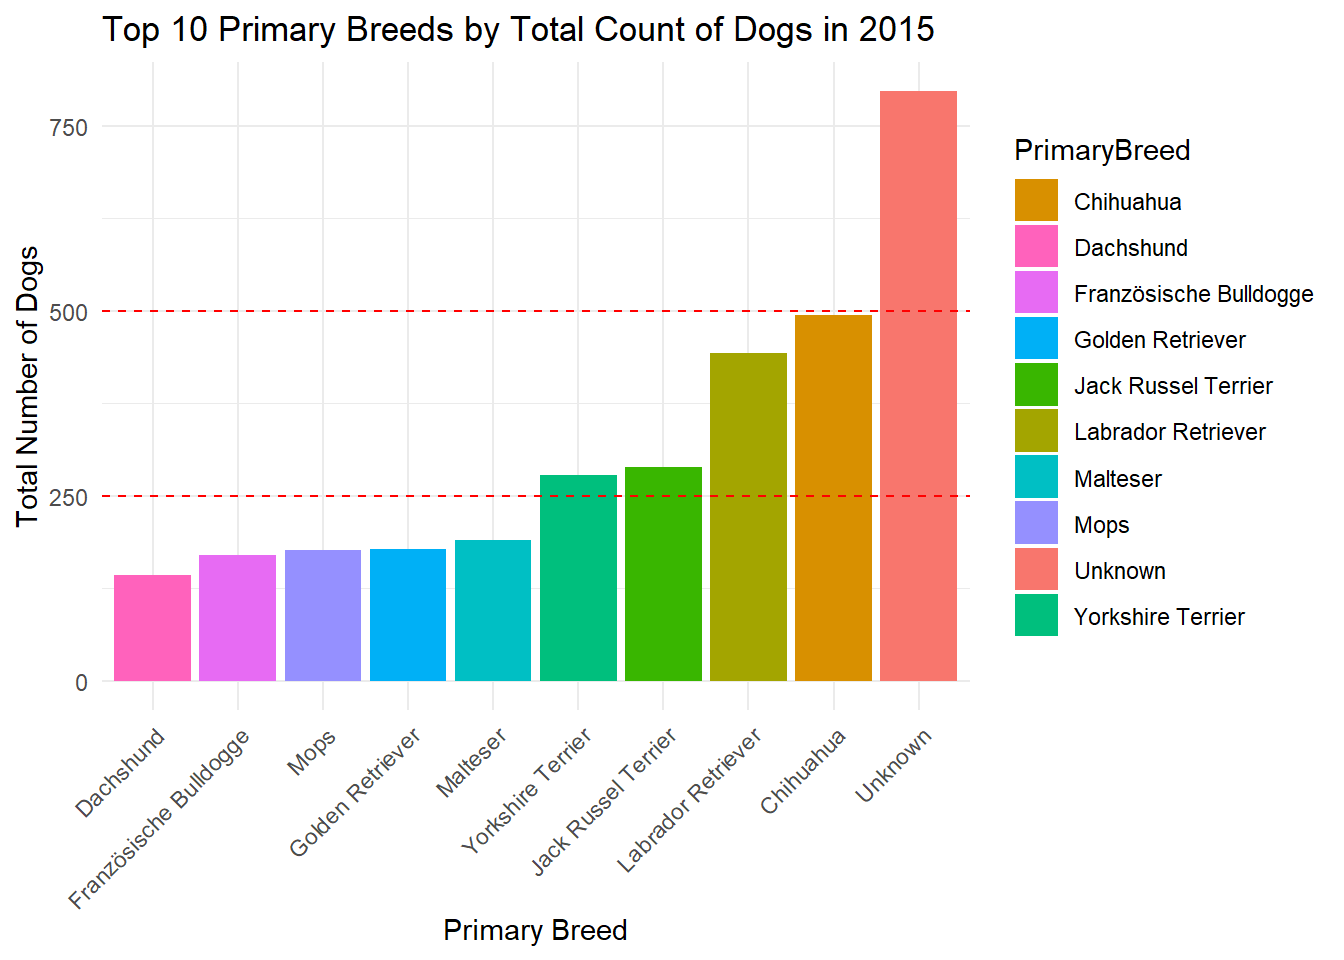 Top 10 Primary Breeds by Total Count of Dogs in 2015
Total Number of Dogs
750
500
250
0
Dachshund
Französische Bulldogge
Mops
Golden Retriever
Malteser
Yorkshire Terrier
Jack Russel Terrier
Labrador Retriever
Chihuahua
Unknown
Primary Breed
PrimaryBreed
Chihuahua
Dachshund
Französische Bulldogge
Golden Retriever
Jack Russel Terrier
Labrador Retriever
Malteser
Mops
Unknown
Yorkshire Terrier